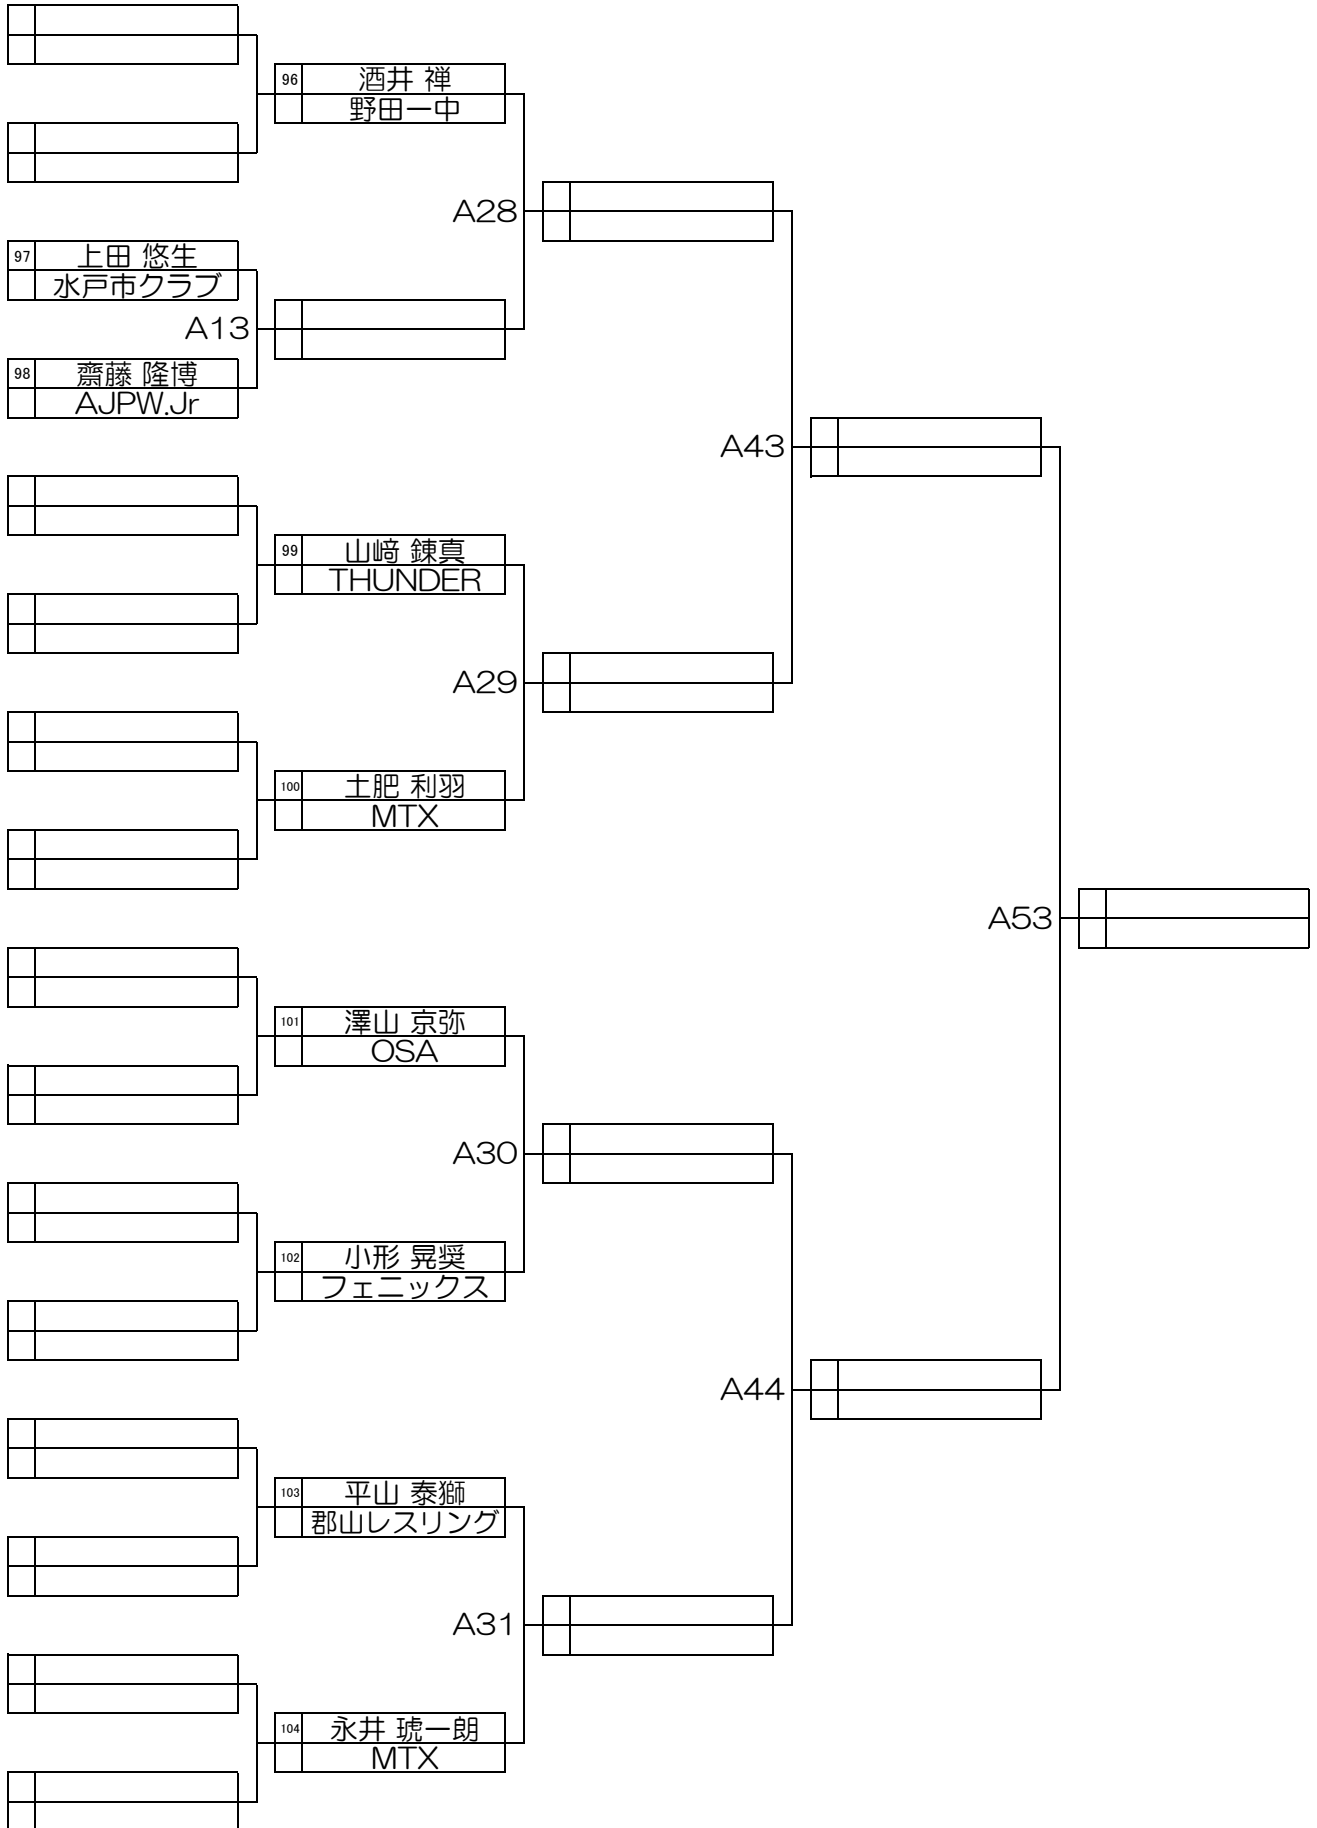 96 酒井 禅
野田一中
A28
97 上田 悠生
水戸市クラブ
A13
98 齋藤 隆博
AJPW.Jr
A43
99 山﨑 錬真
THUNDER
A29
100 土肥 利羽
MTX
A53
101 澤山 京弥
OSA
A30
102 小形 晃奨
フェニックス
A44
103 平山 泰獅
郡山レスリング
A31
104 永井 琥一朗
MTX